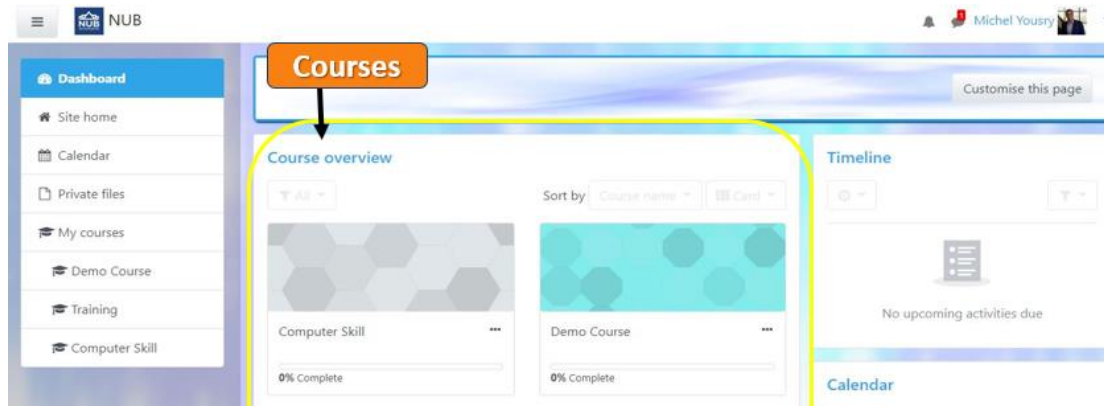 NUB
NUB
1
Michel Yousry
Dashboard
Site home
Calendar
Private files
My courses
Demo Course
Training
Computer Skill
Courses
Customise this page
Course overview
All
Sort by Course name Card
Computer Skill
...
0% Complete
Demo Course
...
0% Complete
Timeline
No upcoming activities due
Calendar